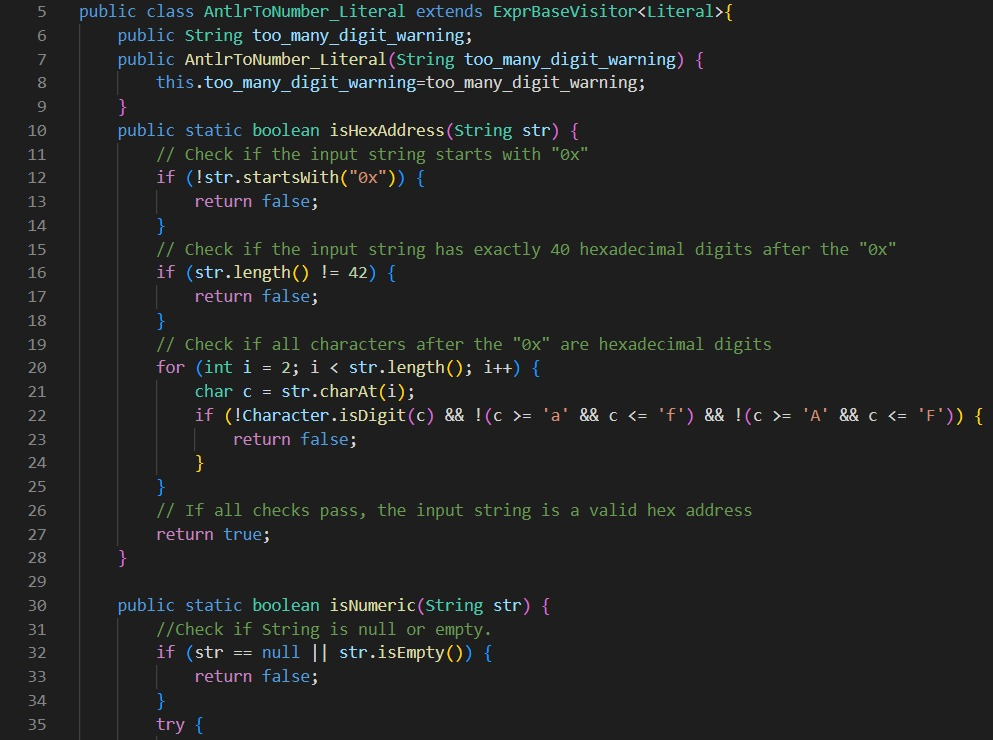 5 public class AntlrToNumber_Literal extends ExprBaseVisitor<Literal>{
6     public String too_many_digit_warning;
7     public AntlrToNumber_Literal(String too_many_digit_warning) {
8         this.too_many_digit_warning=too_many_digit_warning;
9     }
10     public static boolean isHexAddress(String str) {
11         // Check if the input string starts with "0x"
12         if (!str.startsWith("0x")) {
13             return false;
14         }
15         // Check if the input string has exactly 40 hexadecimal digits after the "0x"
16         if (str.length() != 42) {
17             return false;
18         }
19         // Check if all characters after the "0x" are hexadecimal digits
20         for (int i = 2; i < str.length(); i++) {
21             char c = str.charAt(i);
22             if (!Character.isDigit(c) && !(c >= 'a' && c <= 'f') && !(c >= 'A' && c <= 'F')) {
23                 return false;
24             }
25         }
26         // If all checks pass, the input string is a valid hex address
27         return true;
28     }
29
30     public static boolean isNumeric(String str) {
31         //Check if String is null or empty.
32         if (str == null || str.isEmpty()) {
33             return false;
34         }
35         try {